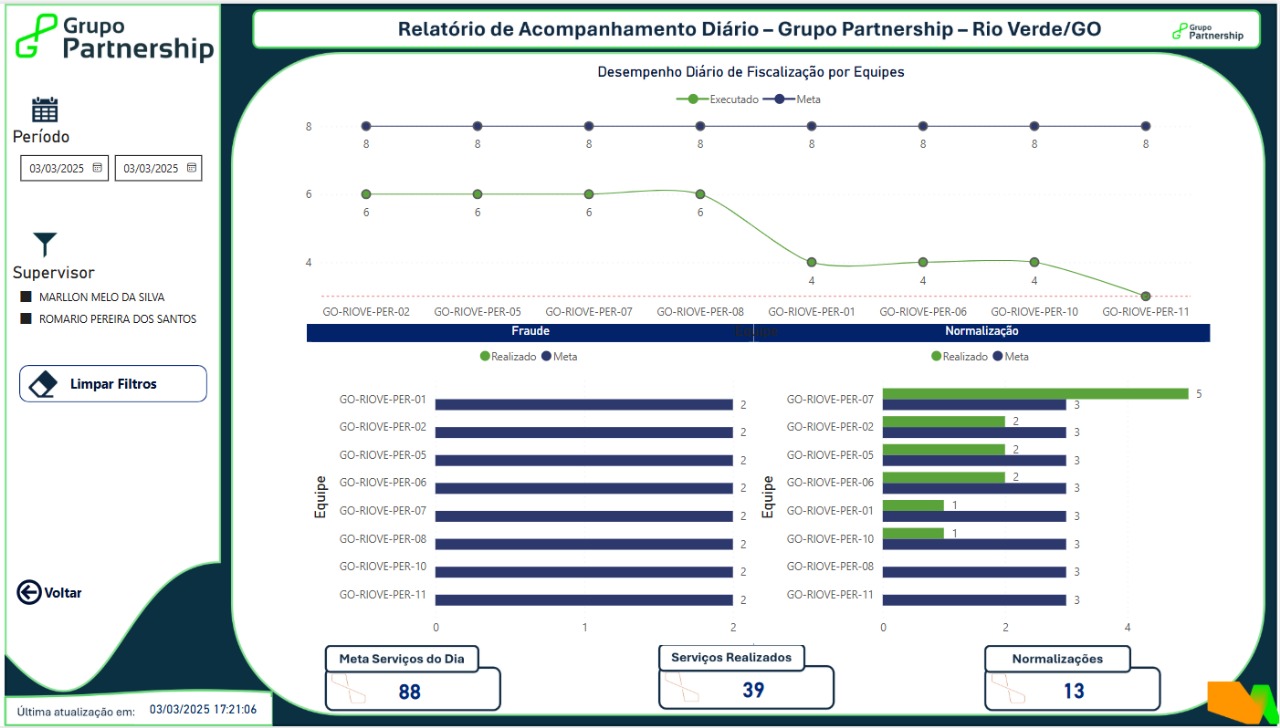 Grupo
Partnership
Relatório de Acompanhamento Diário – Grupo Partnership – Rio Verde/GO
Grupo
Partnership
Período
03/03/2025 03/03/2025
Supervisor
MARLLON MELO DA SILVA
ROMARIO PEREIRA DOS SANTOS
Limpar Filtros
Voltar
Última atualização em: 03/03/2025 17:21:06
Desempenho Diário de Fiscalização por Equipes
Executado Meta
8
8 8 8 8 8 8 8 8
6
6 6 6 6
4
4 4 4
GO-RIOVE-PER-02 GO-RIOVE-PER-05 GO-RIOVE-PER-07 GO-RIOVE-PER-08 GO-RIOVE-PER-01 GO-RIOVE-PER-06 GO-RIOVE-PER-10 GO-RIOVE-PER-11
Equipe
Fraude
Realizado Meta
Equipe
GO-RIOVE-PER-01 2
GO-RIOVE-PER-02 2
GO-RIOVE-PER-05 2
GO-RIOVE-PER-06 2
GO-RIOVE-PER-07 2
GO-RIOVE-PER-08 2
GO-RIOVE-PER-10 2
GO-RIOVE-PER-11 2
0 1 2
Normalização
Realizado Meta
Equipe
GO-RIOVE-PER-07 5 3
GO-RIOVE-PER-02 2 3
GO-RIOVE-PER-05 2 3
GO-RIOVE-PER-06 2 3
GO-RIOVE-PER-01 1 3
GO-RIOVE-PER-10 1 3
GO-RIOVE-PER-08 3
GO-RIOVE-PER-11 3
0 2 4
Meta Serviços do Dia
88
Serviços Realizados
39
Normalizações
13